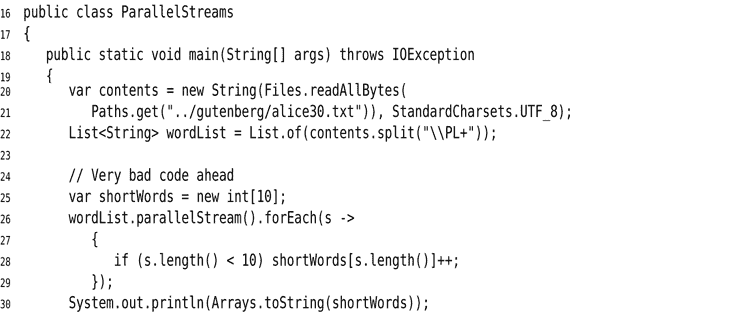 16 public class ParallelStreams
17 {
18    public static void main(String[] args) throws IOException
19    {
20       var contents = new String(Files.readAllBytes(
21          Paths.get("../gutenberg/alice30.txt")), StandardCharsets.UTF_8);
22       List<String> wordList = List.of(contents.split("\\PL+"));
23
24       // Very bad code ahead
25       var shortWords = new int[10];
26       wordList.parallelStream().forEach(s ->
27          {
28             if (s.length() < 10) shortWords[s.length()]++;
29          });
30       System.out.println(Arrays.toString(shortWords));